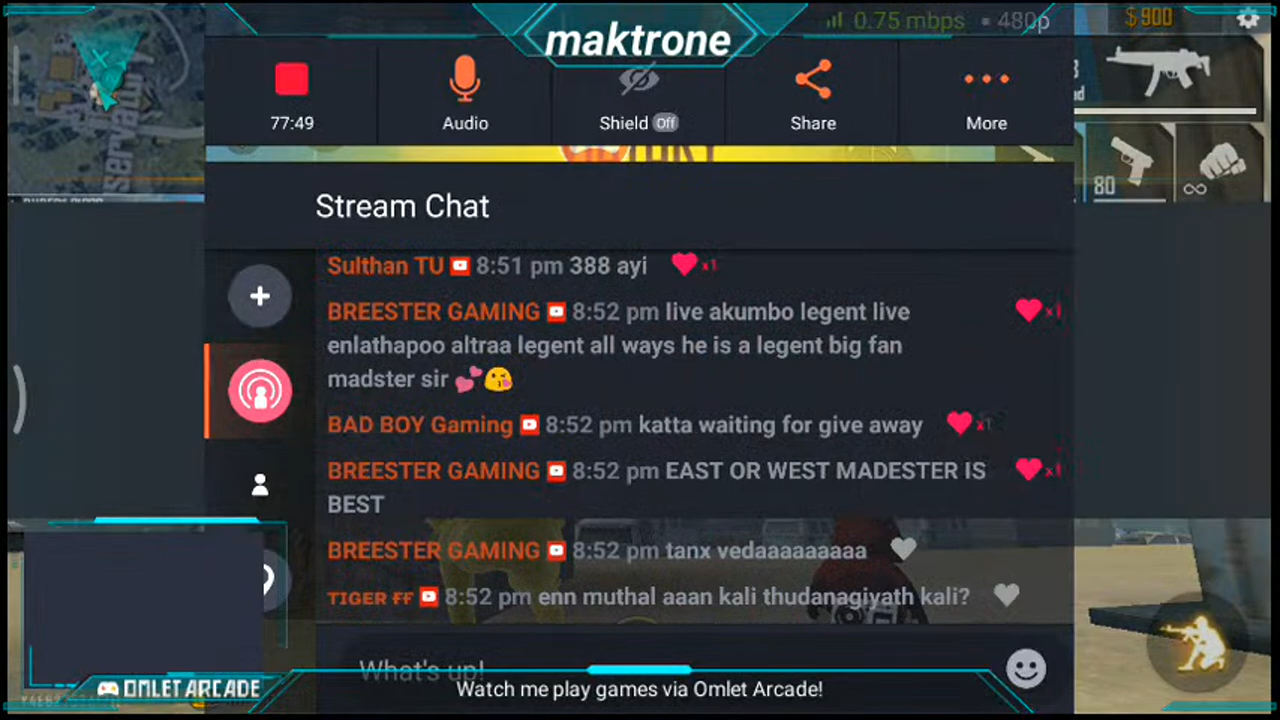 maktrone
0.75 mbps • 480p
$900
77:49
Audio
Shield Off
Share
More
80
∞
Stream Chat
Sulthan TU 8:51 pm 388 ayi x1
BREESTER GAMING 8:52 pm live akumbo legent live x1
enlathapoo altraa legent all ways he is a legent big fan
madster sir 💕😘
BAD BOY Gaming 8:52 pm katta waiting for give away x1
BREESTER GAMING 8:52 pm EAST OR WEST MADESTER IS x1
BEST
BREESTER GAMING 8:52 pm tanx vedaaaaaaaaa
TIGER FF 8:52 pm enn muthal aaan kali thudanagiyath kali?
What's up!
OMLET ARCADE
Watch me play games via Omlet Arcade!